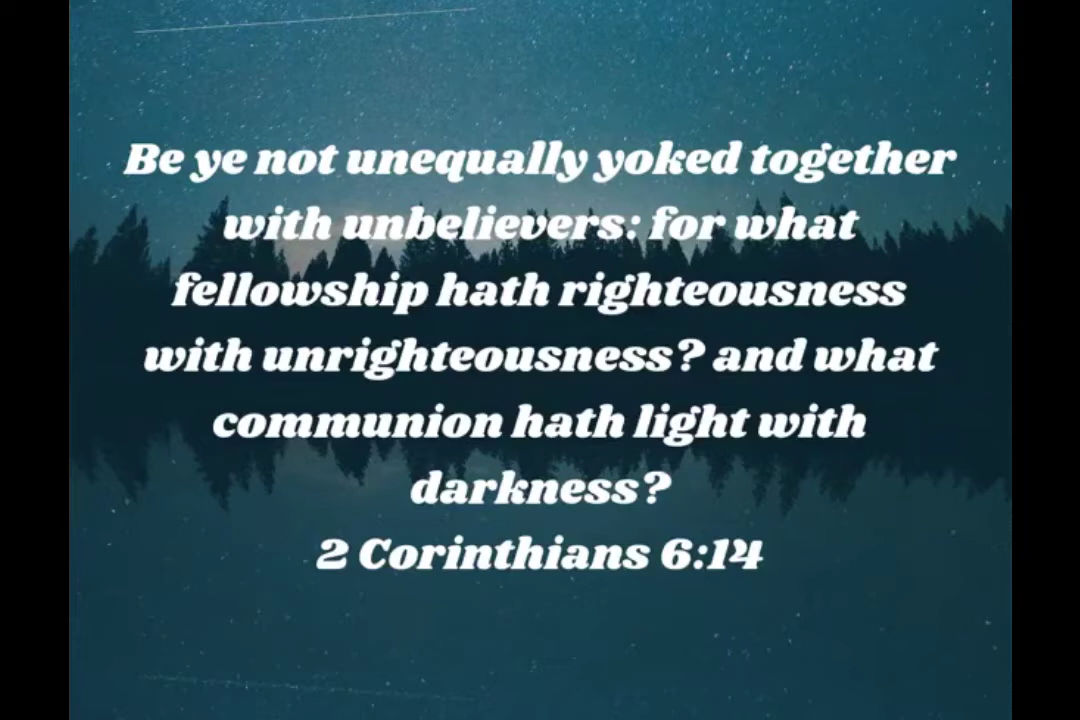 Be ye not unequally yoked together
with unbelievers: for what
fellowship hath righteousness
with unrighteousness? and what
communion hath light with
darkness?
2 Corinthians 6:14